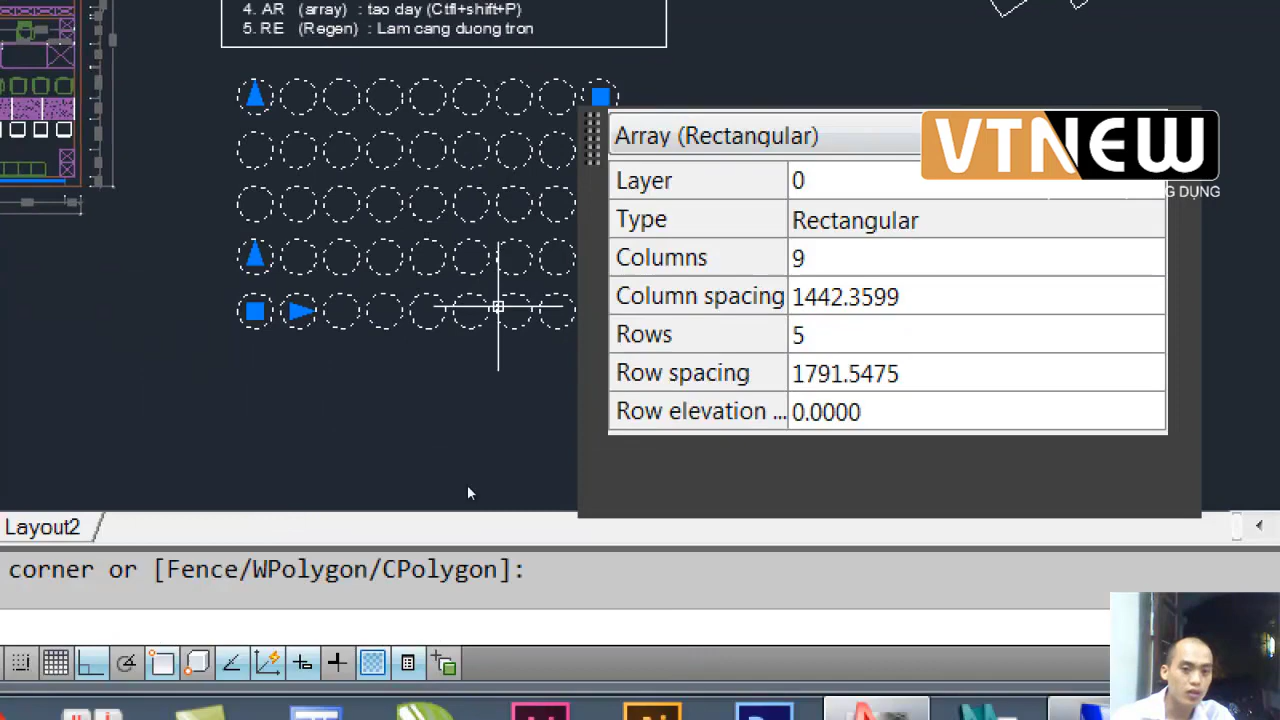 4. AR (array) : tao day (Ctfl+shift+P)
5. RE (Regen) : Lam cang duong tron
Array (Rectangular)
VTNEW
G DỤNG
Layer 0
Type Rectangular
Columns 9
Column spacing 1442.3599
Rows 5
Row spacing 1791.5475
Row elevation ... 0.0000
Layout2
corner or [Fence/WPolygon/CPolygon]: